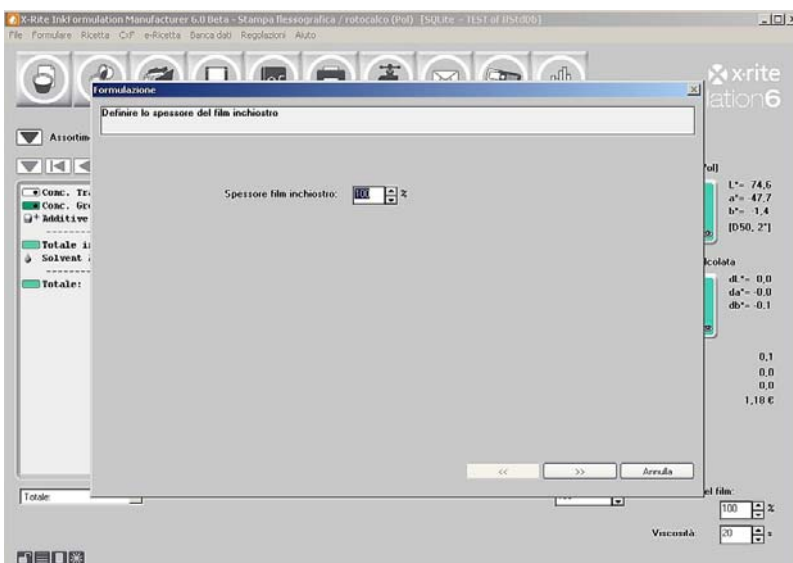 X-Rite InkFormulation Manufacturer 6.0 Beta - Stampa flessografica / rotocalco (Pol) [SQLite - TEST of IFStd06]
File Formulare Ricetta CxF e-Ricetta Banca dati Regolazioni Aiuto
x-rite
lation6
Formulazione
Definire lo spessore del film inchiostro
Assortim
Pol]
Conc. Tr
Conc. Gr
Additive
Totale i
Solvent
Totale:
Spessore film inchiostro: 100 %
L*= 74,6
a*= -47,7
b*= -1,4
[D50, 2°]
lcolata
dL*= 0,0
da*= -0,0
db*= -0,1
0,1
0,0
0,0
1,18 €
<< >> Annulla
Totale:
el film:
100 %
Viscosità 20 s